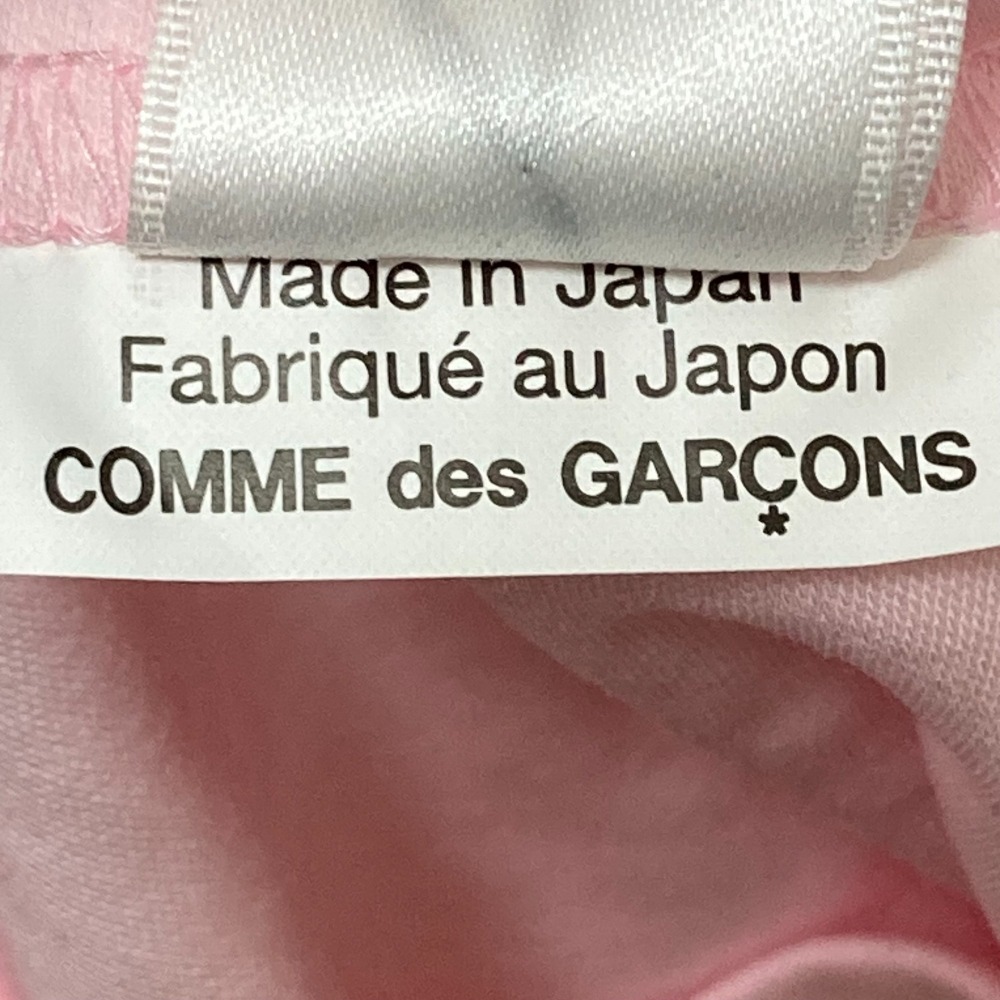 Made in Japan
Fabriqué au Japon
COMME des GARÇONS
*